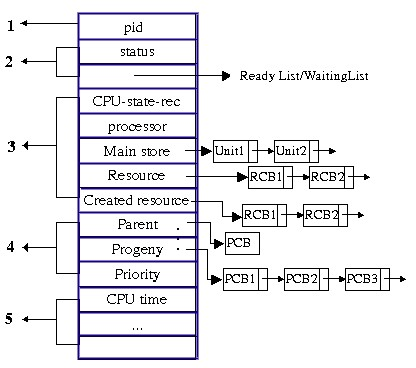 1 pid
2 status
Ready List/WaitingList
CPU-state-rec
processor
3 Main store Unit1 Unit2
Resource RCB1 RCB2
Created resource RCB1 RCB2
Parent PCB
4 Progeny PCB1 PCB2 PCB3
Priority
CPU time
5 ...